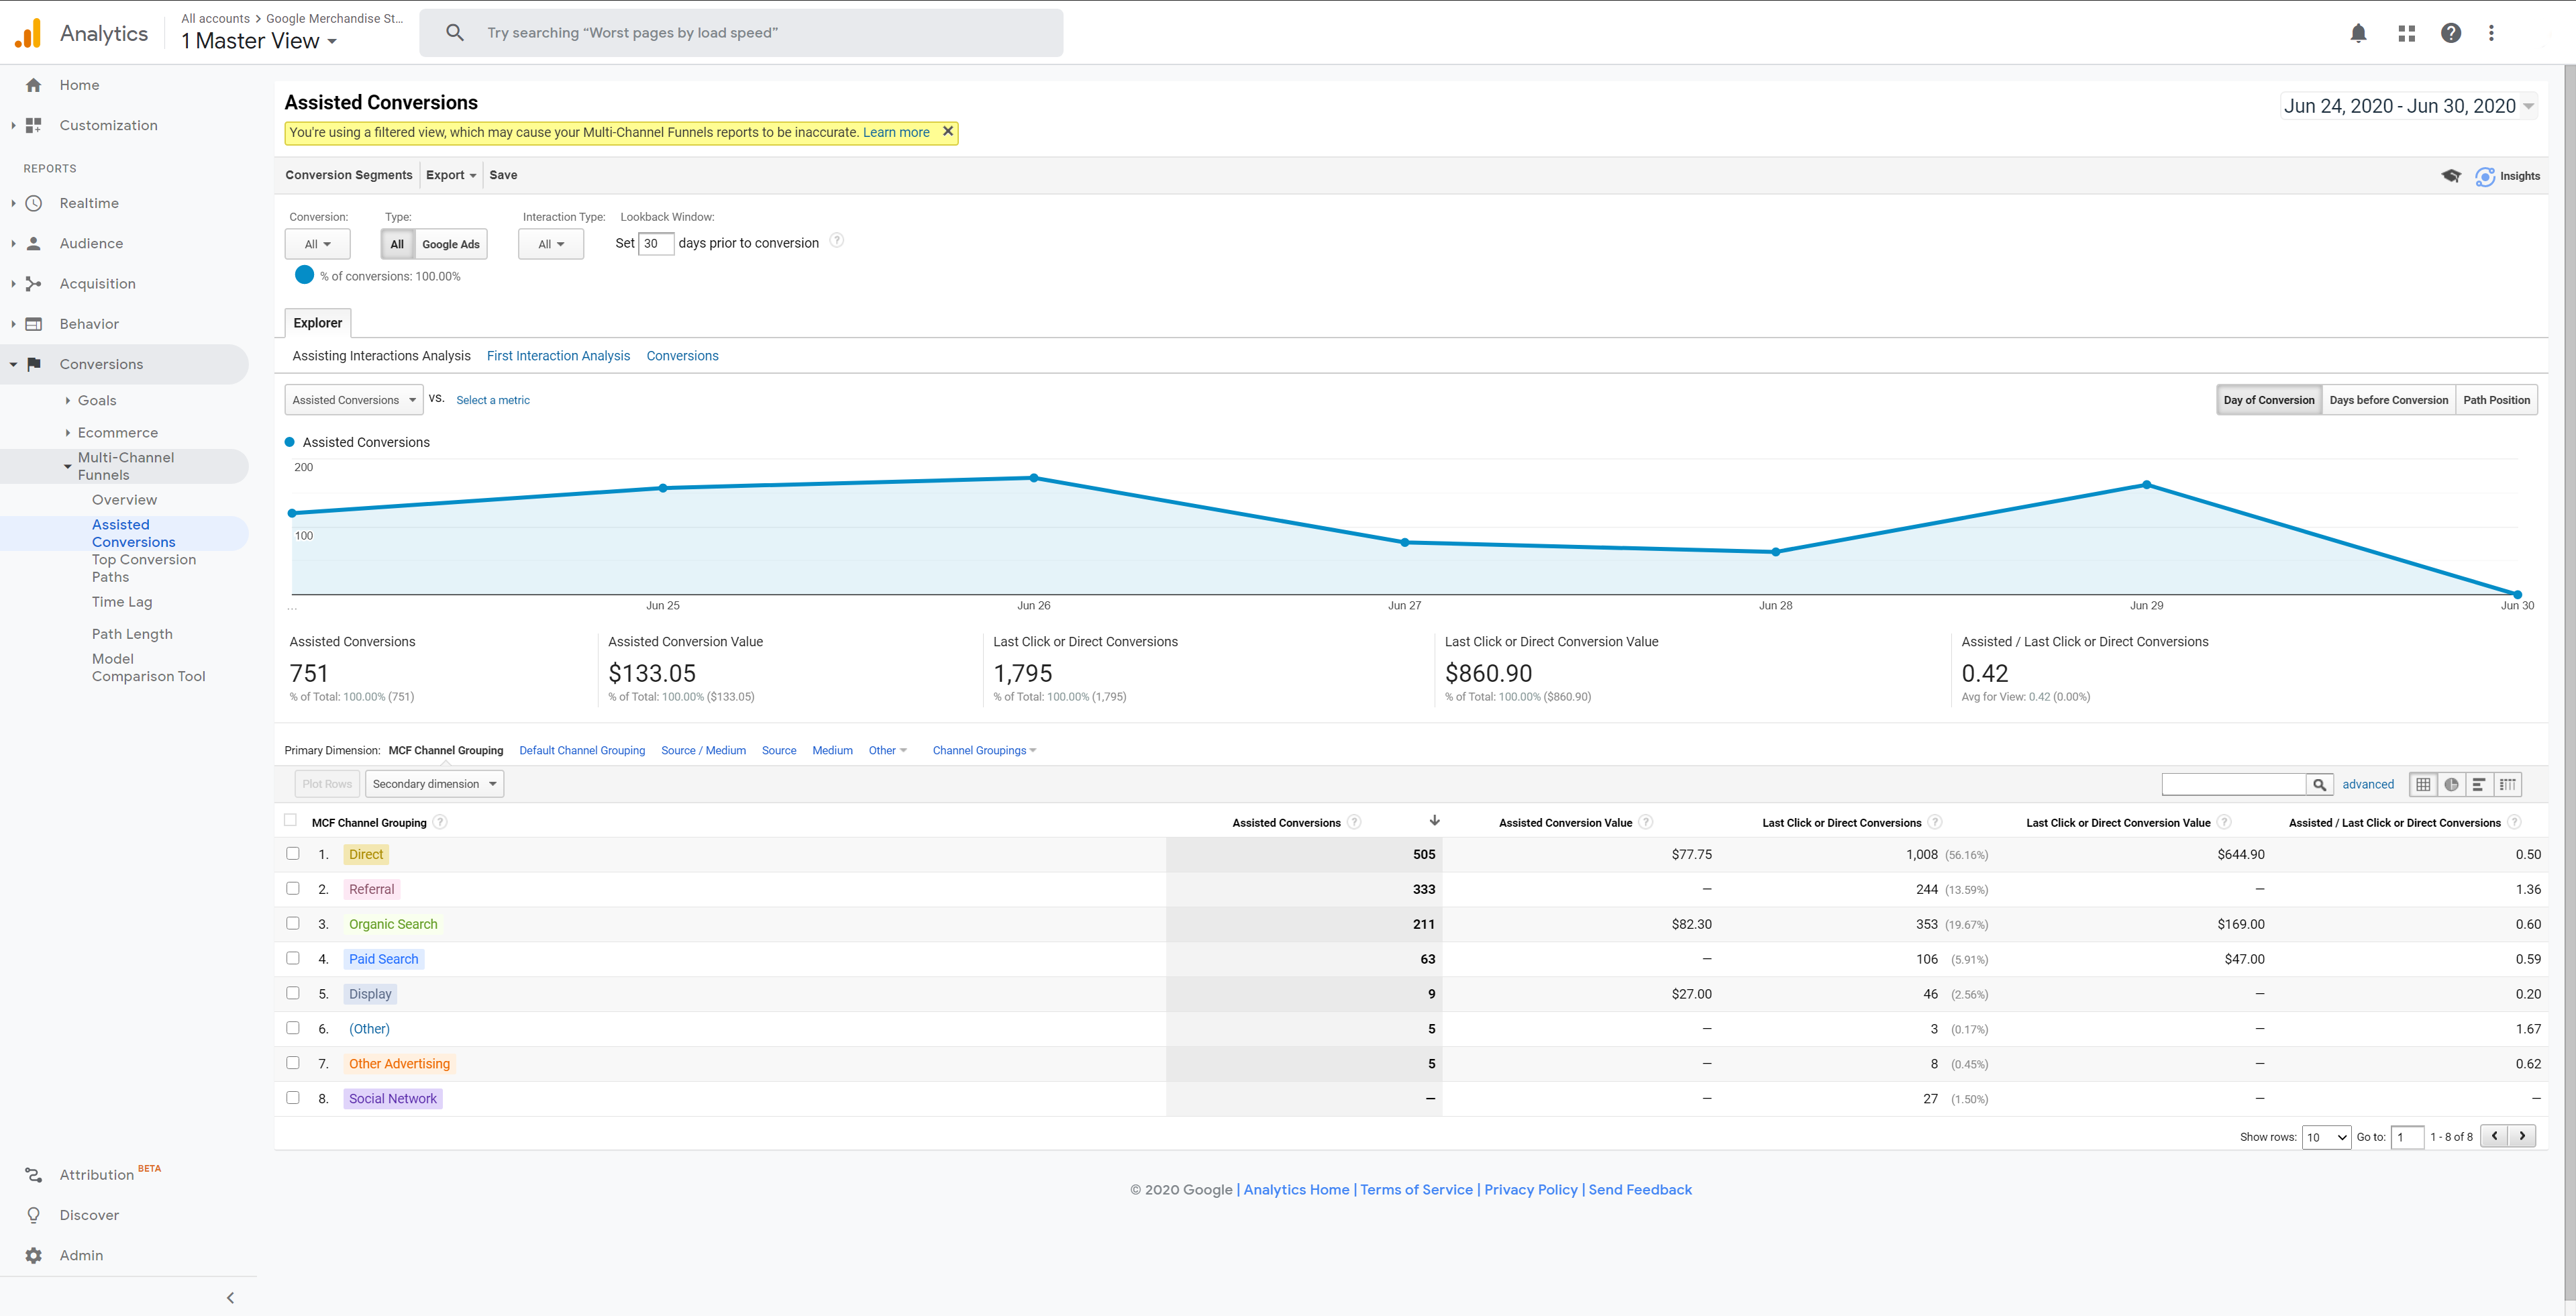 Analytics
All accounts > Google Merchandise St...
1 Master View
Try searching “Worst pages by load speed”
Home
Customization
REPORTS
Realtime
Audience
Acquisition
Behavior
Conversions
Goals
Ecommerce
Multi-Channel
Funnels
Overview
Assisted
Conversions
Top Conversion
Paths
Time Lag
Path Length
Model
Comparison Tool
Attribution BETA
Discover
Admin
Assisted Conversions
Jun 24, 2020 - Jun 30, 2020
You're using a filtered view, which may cause your Multi-Channel Funnels reports to be inaccurate. Learn more
Conversion Segments Export Save
Insights
Conversion: Type: Interaction Type: Lookback Window:
All All Google Ads All Set 30 days prior to conversion ?
% of conversions: 100.00%
Explorer
Assisting Interactions Analysis First Interaction Analysis Conversions
Assisted Conversions vs. Select a metric
Day of Conversion Days before Conversion Path Position
Assisted Conversions
200
100
... Jun 25 Jun 26 Jun 27 Jun 28 Jun 29 Jun 30
Assisted Conversions
751
% of Total: 100.00% (751)
Assisted Conversion Value
$133.05
% of Total: 100.00% ($133.05)
Last Click or Direct Conversions
1,795
% of Total: 100.00% (1,795)
Last Click or Direct Conversion Value
$860.90
% of Total: 100.00% ($860.90)
Assisted / Last Click or Direct Conversions
0.42
Avg for View: 0.42 (0.00%)
Primary Dimension: MCF Channel Grouping Default Channel Grouping Source / Medium Source Medium Other Channel Groupings
Plot Rows Secondary dimension advanced
MCF Channel Grouping ? Assisted Conversions ? Assisted Conversion Value ? Last Click or Direct Conversions ? Last Click or Direct Conversion Value ? Assisted / Last Click or Direct Conversions ?
1. Direct 505 $77.75 1,008 (56.16%) $644.90 0.50
2. Referral 333 — 244 (13.59%) — 1.36
3. Organic Search 211 $82.30 353 (19.67%) $169.00 0.60
4. Paid Search 63 — 106 (5.91%) $47.00 0.59
5. Display 9 $27.00 46 (2.56%) — 0.20
6. (Other) 5 — 3 (0.17%) — 1.67
7. Other Advertising 5 — 8 (0.45%) — 0.62
8. Social Network — — 27 (1.50%) — —
Show rows: 10 Go to: 1 1 - 8 of 8
© 2020 Google | Analytics Home | Terms of Service | Privacy Policy | Send Feedback